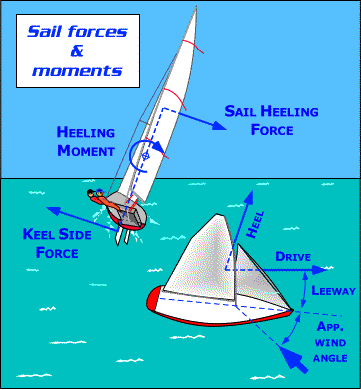 Sail forces
&
moments
SAIL HEELING
FORCE
HEELING
MOMENT
KEEL SIDE
FORCE
HEEL
DRIVE
LEEWAY
APP.
WIND
ANGLE